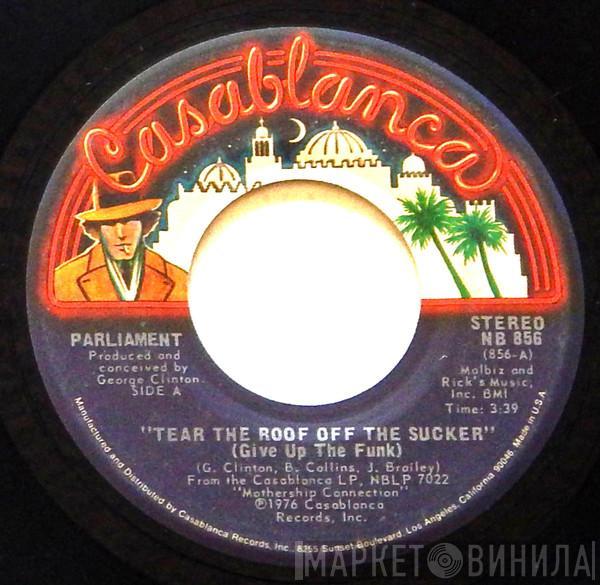 Casablanca
PARLIAMENT
Produced and
conceived by
George Clinton
SIDE A
STEREO
NB 856
(856-A)
Malbiz and
Rick's Music,
Inc. BMI
Time: 3:39
"TEAR THE ROOF OFF THE SUCKER"
(Give Up The Funk)
(G. Clinton, B. Collins, J. Brailey)
From the Casablanca LP, NBLP 7022
"Mothership Connection"
℗1976 Casablanca
Records, Inc.
Manufactured and Distributed by Casablanca Records, Inc., 8255 Sunset Boulevard, Los Angeles, California 90046, Made in U.S.A.
МАРКЕТ ВИНИЛА